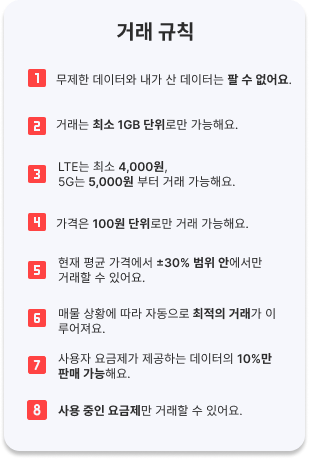 거래 규칙
1 무제한 데이터와 내가 산 데이터는 팔 수 없어요.
2 거래는 최소 1GB 단위로만 가능해요.
3 LTE는 최소 4,000원,
5G는 5,000원 부터 거래 가능해요.
4 가격은 100원 단위로만 거래 가능해요.
5 현재 평균 가격에서 ±30% 범위 안에서만
거래할 수 있어요.
6 매물 상황에 따라 자동으로 최적의 거래가 이
루어져요.
7 사용자 요금제가 제공하는 데이터의 10%만
판매 가능해요.
8 사용 중인 요금제만 거래할 수 있어요.